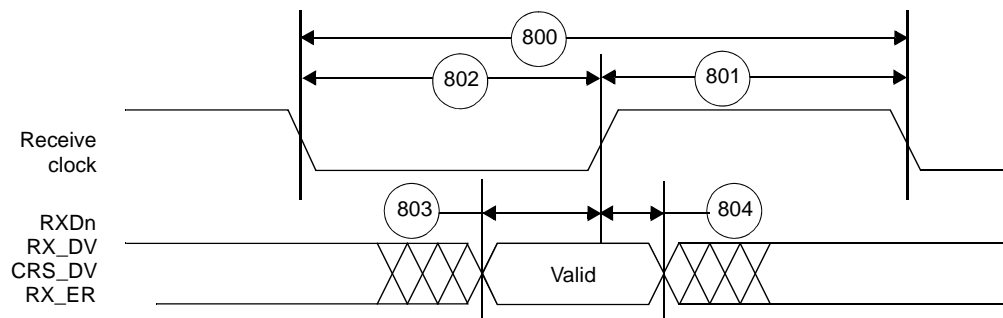 800
802
801
Receive
clock
803
804
RXDn
RX_DV
CRS_DV
RX_ER
Valid